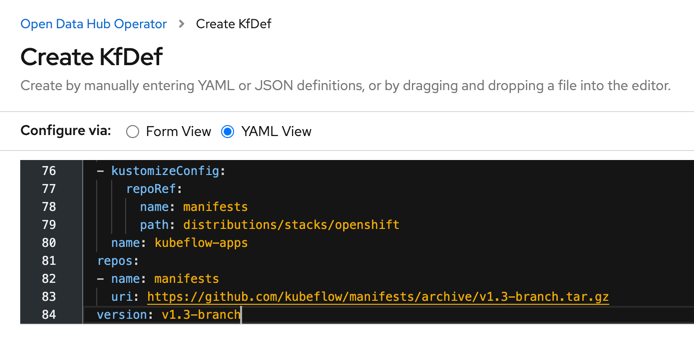 Open Data Hub Operator > Create KfDef
Create KfDef
Create by manually entering YAML or JSON definitions, or by dragging and dropping a file into the editor.
Configure via: Form View YAML View
76 - kustomizeConfig:
77 repoRef:
78 name: manifests
79 path: distributions/stacks/openshift
80 name: kubeflow-apps
81 repos:
82 - name: manifests
83 uri: https://github.com/kubeflow/manifests/archive/v1.3-branch.tar.gz
84 version: v1.3-branch